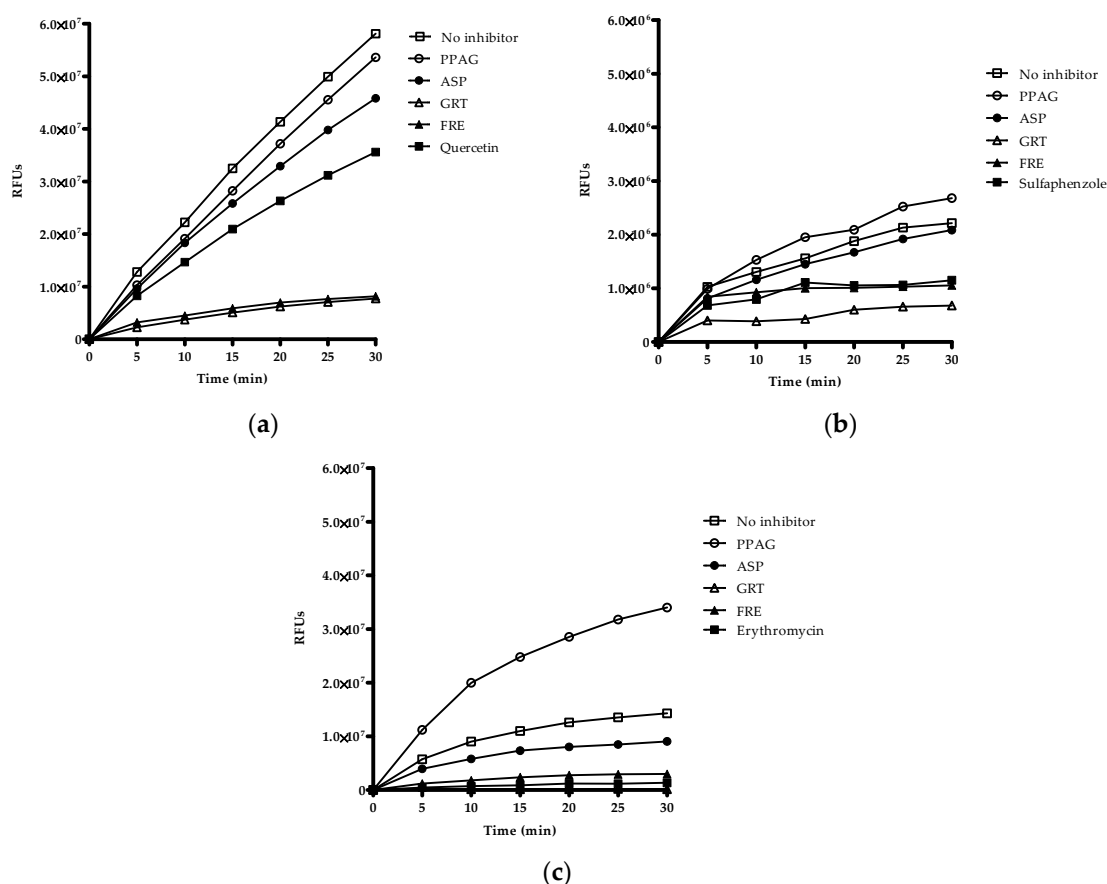 6.0×10⁷
5.0×10⁷
4.0×10⁷
3.0×10⁷
2.0×10⁷
1.0×10⁷
0
RFUs
0 5 10 15 20 25 30
Time (min)
No inhibitor
PPAG
ASP
GRT
FRE
Quercetin
(a)
6.0×10⁶
5.0×10⁶
4.0×10⁶
3.0×10⁶
2.0×10⁶
1.0×10⁶
0
RFUs
0 5 10 15 20 25 30
Time (min)
No inhibitor
PPAG
ASP
GRT
FRE
Sulfaphenzole
(b)
6.0×10⁷
5.0×10⁷
4.0×10⁷
3.0×10⁷
2.0×10⁷
1.0×10⁷
0
RFUs
0 5 10 15 20 25 30
Time (min)
No inhibitor
PPAG
ASP
GRT
FRE
Erythromycin
(c)